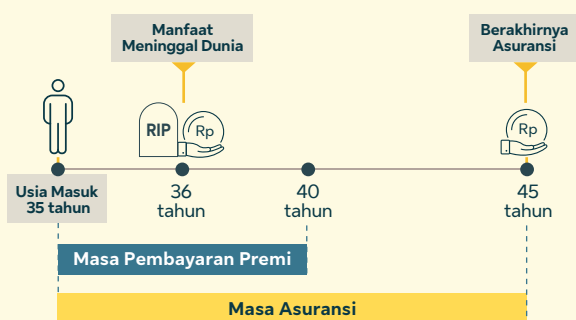 Manfaat
Meninggal Dunia
Berakhirnya
Asuransi
RIP
Rp
Rp
Usia Masuk
35 tahun
36
tahun
40
tahun
45
tahun
Masa Pembayaran Premi
Masa Asuransi